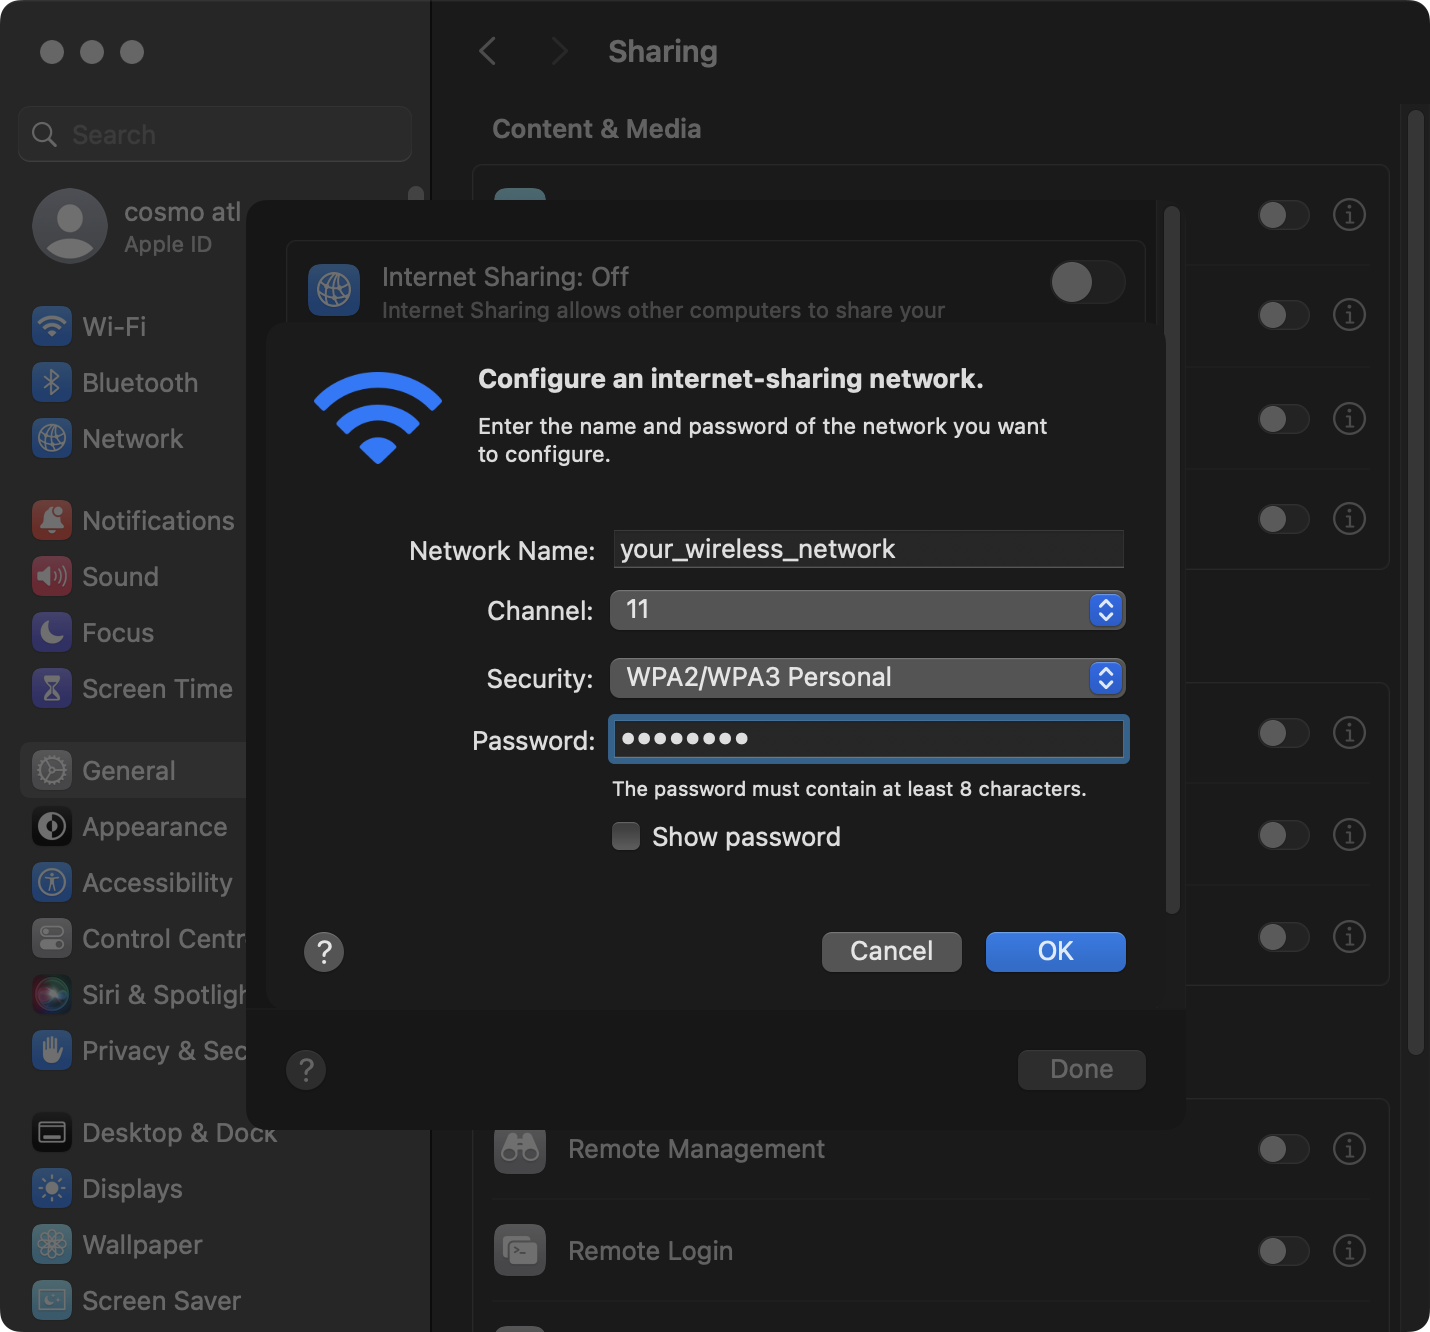 Sharing
Search
Content & Media
cosmo atl
Apple ID
Internet Sharing: Off
Internet Sharing allows other computers to share your
Wi-Fi
Bluetooth
Network
Notifications
Sound
Focus
Screen Time
General
Appearance
Accessibility
Control Centr
Siri & Spotligh
Privacy & Sec
Desktop & Dock
Displays
Wallpaper
Screen Saver
Configure an internet-sharing network.
Enter the name and password of the network you want
to configure.
Network Name: your_wireless_network
Channel: 11
Security: WPA2/WPA3 Personal
Password: ••••••••
The password must contain at least 8 characters.
Show password
?
Cancel
OK
?
Done
Remote Management
Remote Login